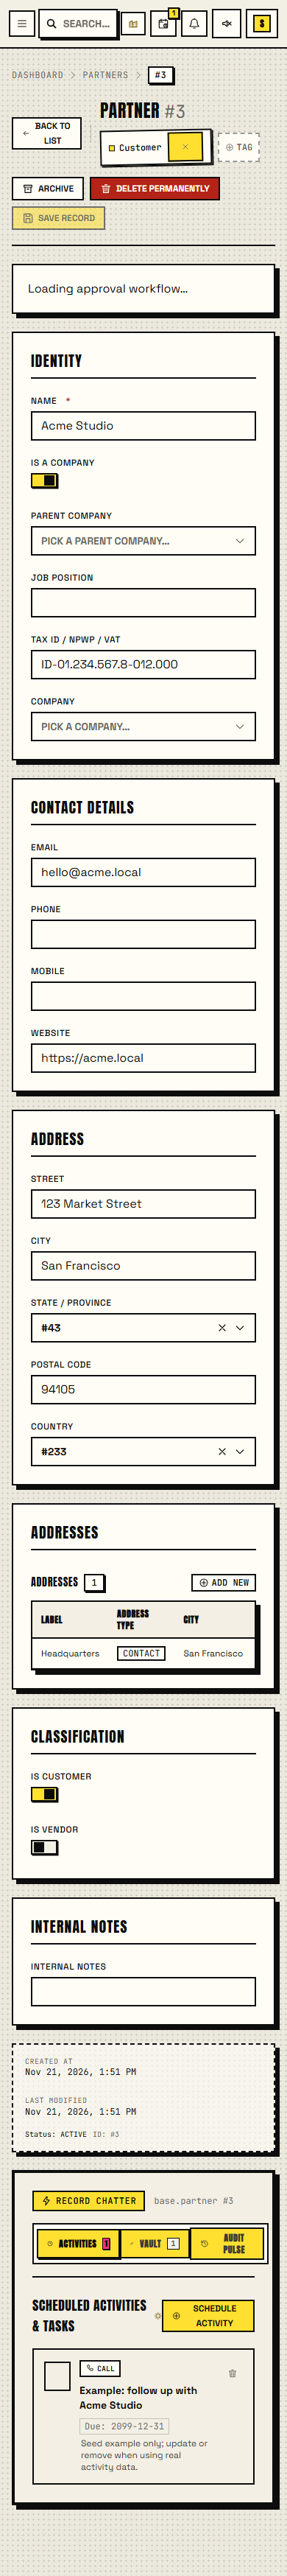 SEARCH...
1
$
DASHBOARD > PARTNERS > #3
BACK TO LIST
PARTNER #3
Customer ×
TAG
ARCHIVE
DELETE PERMANENTLY
SAVE RECORD
Loading approval workflow...
IDENTITY
NAME *
Acme Studio
IS A COMPANY
PARENT COMPANY
PICK A PARENT COMPANY...
JOB POSITION
TAX ID / NPWP / VAT
ID-01.234.567.8-012.000
COMPANY
PICK A COMPANY...
CONTACT DETAILS
EMAIL
hello@acme.local
PHONE
MOBILE
WEBSITE
https://acme.local
ADDRESS
STREET
123 Market Street
CITY
San Francisco
STATE / PROVINCE
#43
POSTAL CODE
94105
COUNTRY
#233
ADDRESSES
ADDRESSES 1
ADD NEW
LABEL ADDRESS TYPE CITY
Headquarters CONTACT San Francisco
CLASSIFICATION
IS CUSTOMER
IS VENDOR
INTERNAL NOTES
INTERNAL NOTES
CREATED AT
Nov 21, 2026, 1:51 PM
LAST MODIFIED
Nov 21, 2026, 1:51 PM
Status: ACTIVE ID: #3
RECORD CHATTER base.partner #3
ACTIVITIES 1
VAULT 1
AUDIT PULSE
SCHEDULED ACTIVITIES
& TASKS
SCHEDULE
ACTIVITY
CALL
Example: follow up with
Acme Studio
Due: 2099-12-31
Seed example only; update or
remove when using real
activity data.